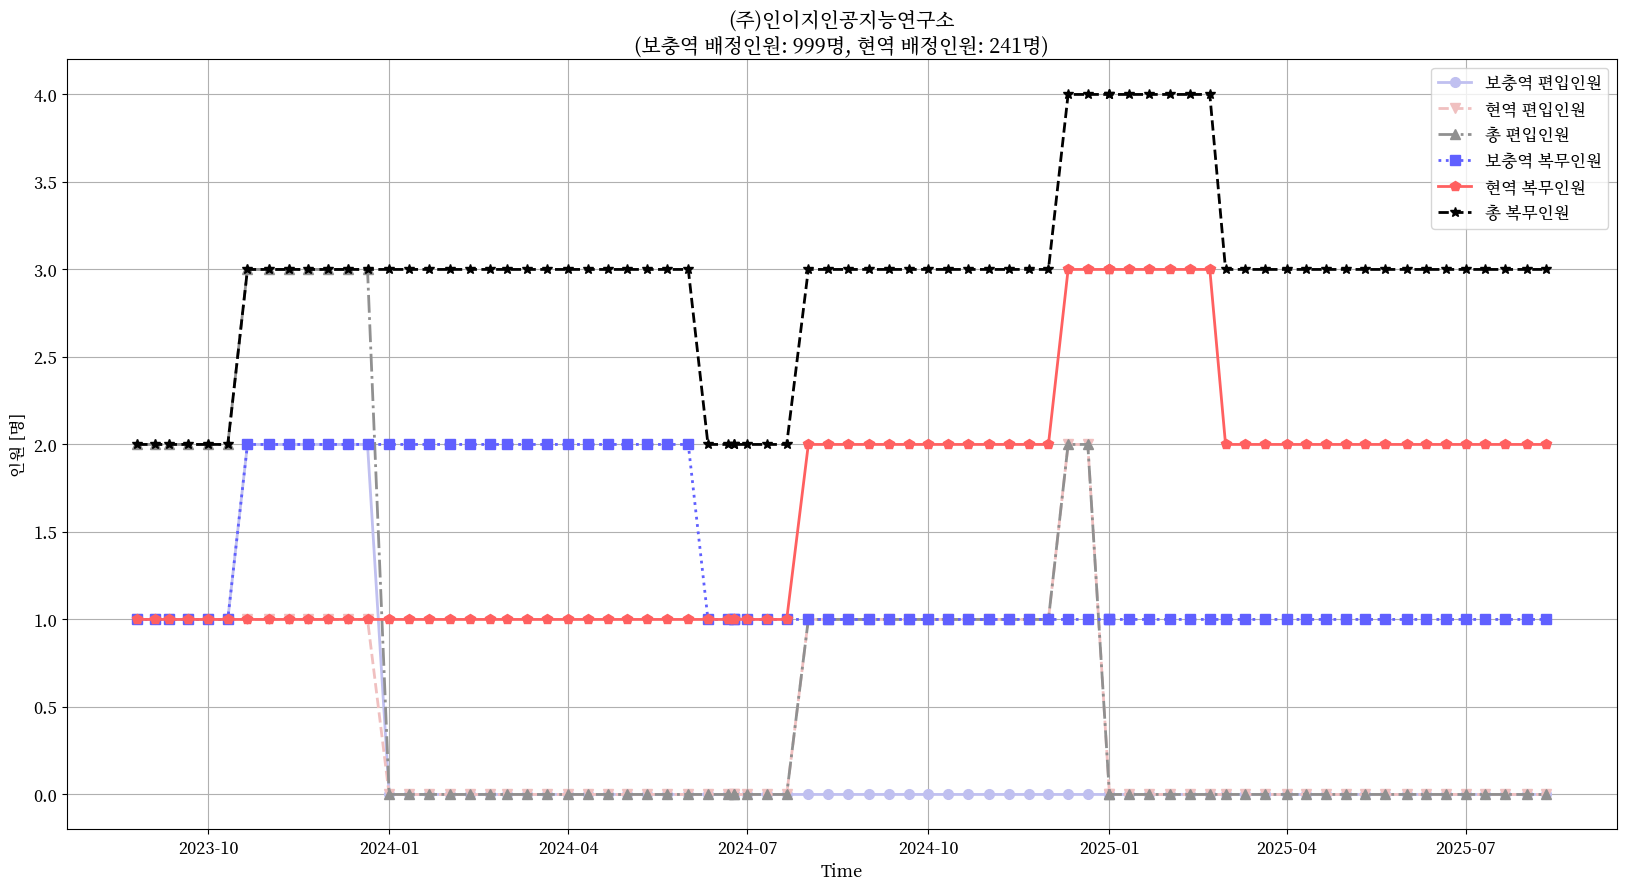 (주)인이지인공지능연구소
(보충역 배정인원: 999명, 현역 배정인원: 241명)
보충역 편입인원
현역 편입인원
총 편입인원
보충역 복무인원
현역 복무인원
총 복무인원
인원 [명]
4.0
3.5
3.0
2.5
2.0
1.5
1.0
0.5
0.0
2023-10 2024-01 2024-04 2024-07 2024-10 2025-01 2025-04 2025-07
Time